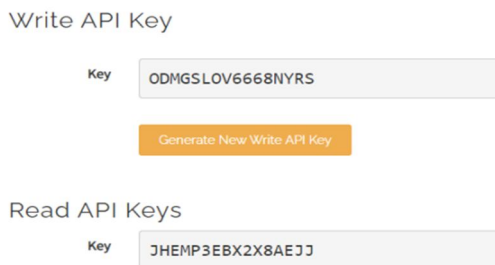 Write API Key
Key ODMGSLOV6668NYRS
Generate New Write API Key
Read API Keys
Key JHEMP3EBX2X8AEJJ